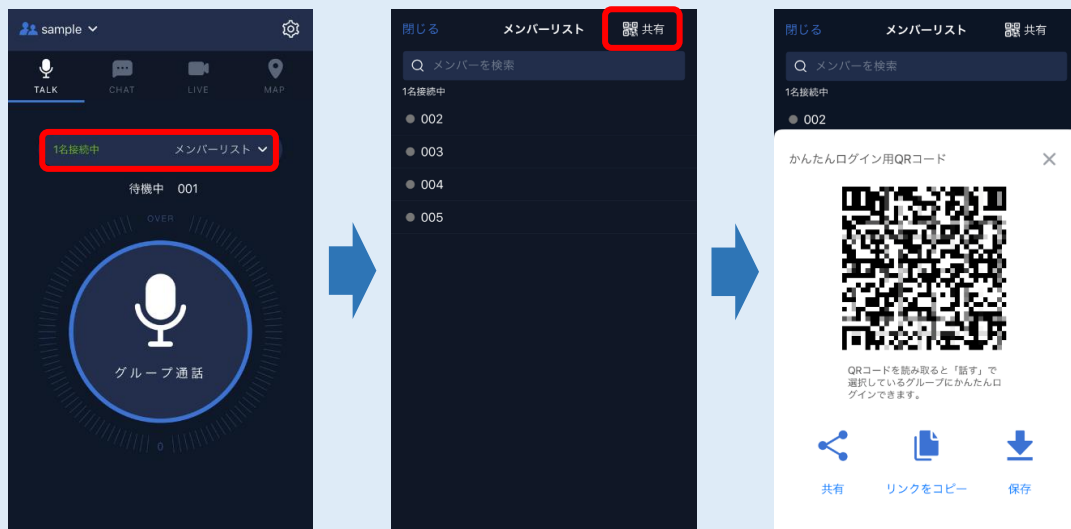 sample
TALK
CHAT
LIVE
MAP
1名接続中
メンバーリスト
待機中 001
OVER
グループ通話
0
閉じる
メンバーリスト
共有
メンバーを検索
1名接続中
002
003
004
005
閉じる
メンバーリスト
共有
メンバーを検索
1名接続中
002
かんたんログイン用QRコード
QRコードを読み取ると「話す」で
選択しているグループにかんたんロ
グインできます。
共有
リンクをコピー
保存